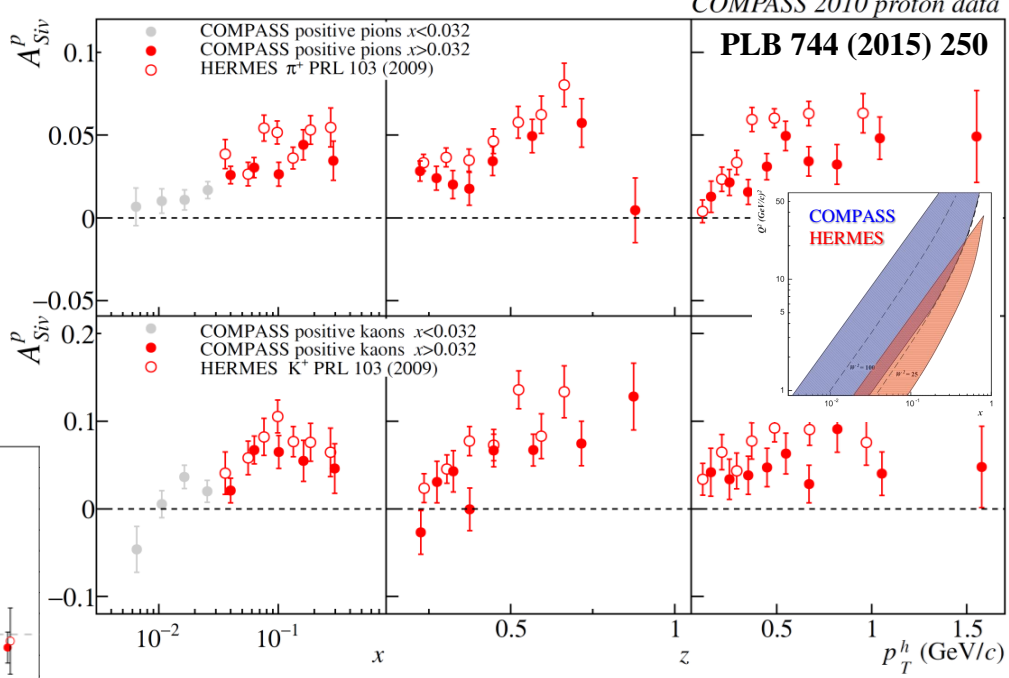 COMPASS 2010 proton data
PLB 744 (2015) 250
A^p_Siv
0.1
0.05
0
−0.05
COMPASS positive pions x<0.032
COMPASS positive pions x>0.032
HERMES π⁺ PRL 103 (2009)
COMPASS
HERMES
Q² (GeV/c)²
50
10
5
1
W² = 100
W² = 25
10⁻²
10⁻¹
1
x
A^p_Siv
0.2
0.1
0
−0.1
COMPASS positive kaons x<0.032
COMPASS positive kaons x>0.032
HERMES K⁺ PRL 103 (2009)
10⁻²
10⁻¹
x
0.5
1
z
0.5
1
1.5
p_T^h (GeV/c)